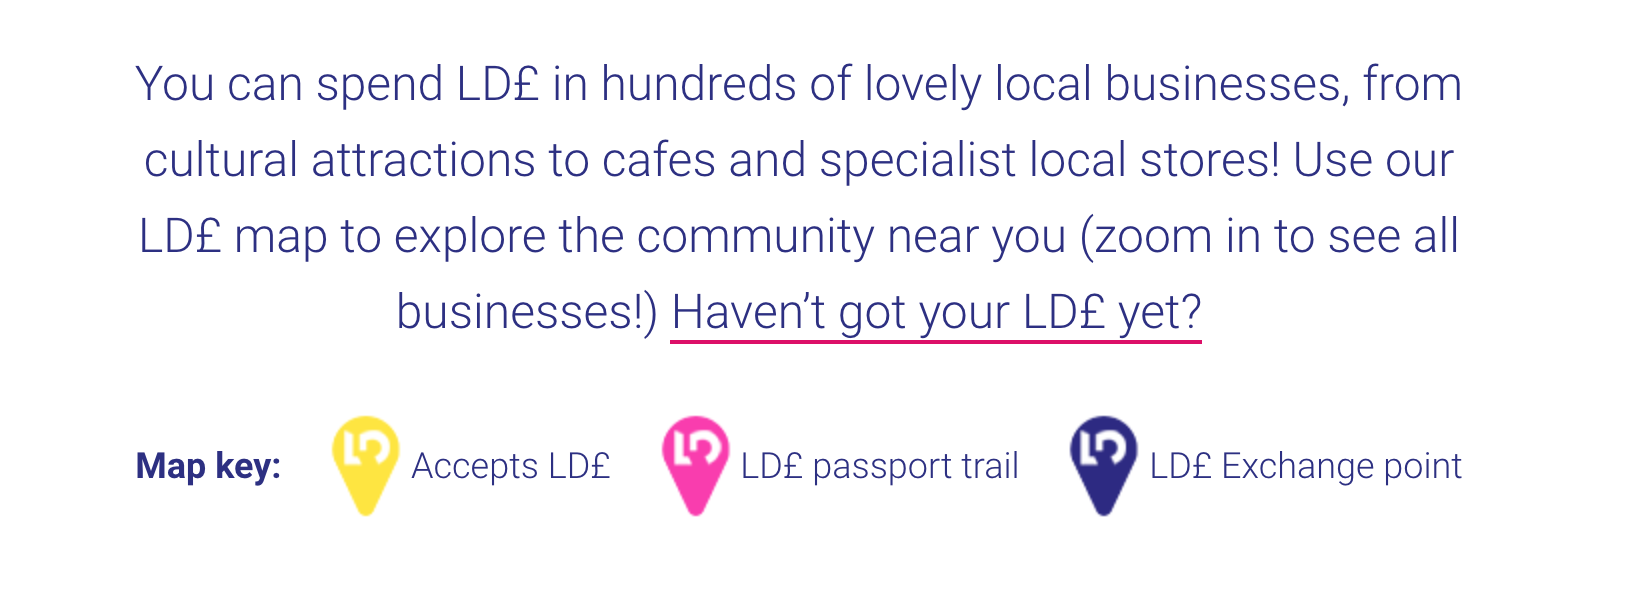 You can spend LD£ in hundreds of lovely local businesses, from
cultural attractions to cafes and specialist local stores! Use our
LD£ map to explore the community near you (zoom in to see all
businesses!) Haven’t got your LD£ yet?
Map key: Accepts LD£ LD£ passport trail LD£ Exchange point